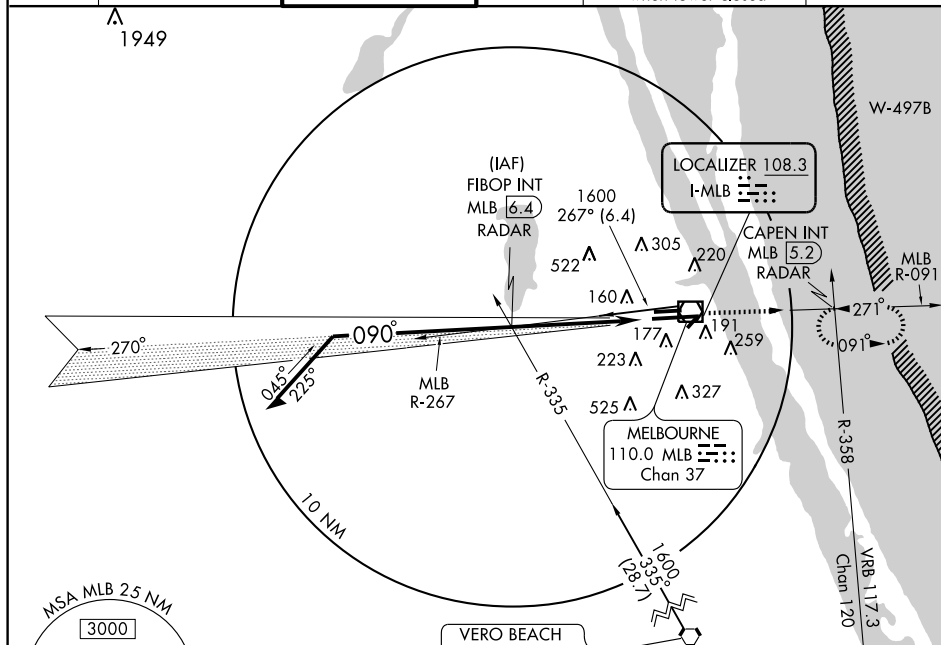 1949
W-497B
LOCALIZER 108.3
I-MLB
(IAF)
FIBOP INT
MLB 6.4
RADAR
1600
267° (6.4)
305
522
220
CAPEN INT
MLB 5.2
RADAR
MLB
R-091
160
271°
191
177
259
091°
090°
270°
223
045°
225°
MLB
R-267
R-335
327
525
R-358
MELBOURNE
110.0 MLB
Chan 37
10 NM
1600
335°
(28.7)
VRB 117.3
Chan 120
MSA MLB 25 NM
3000
VERO BEACH